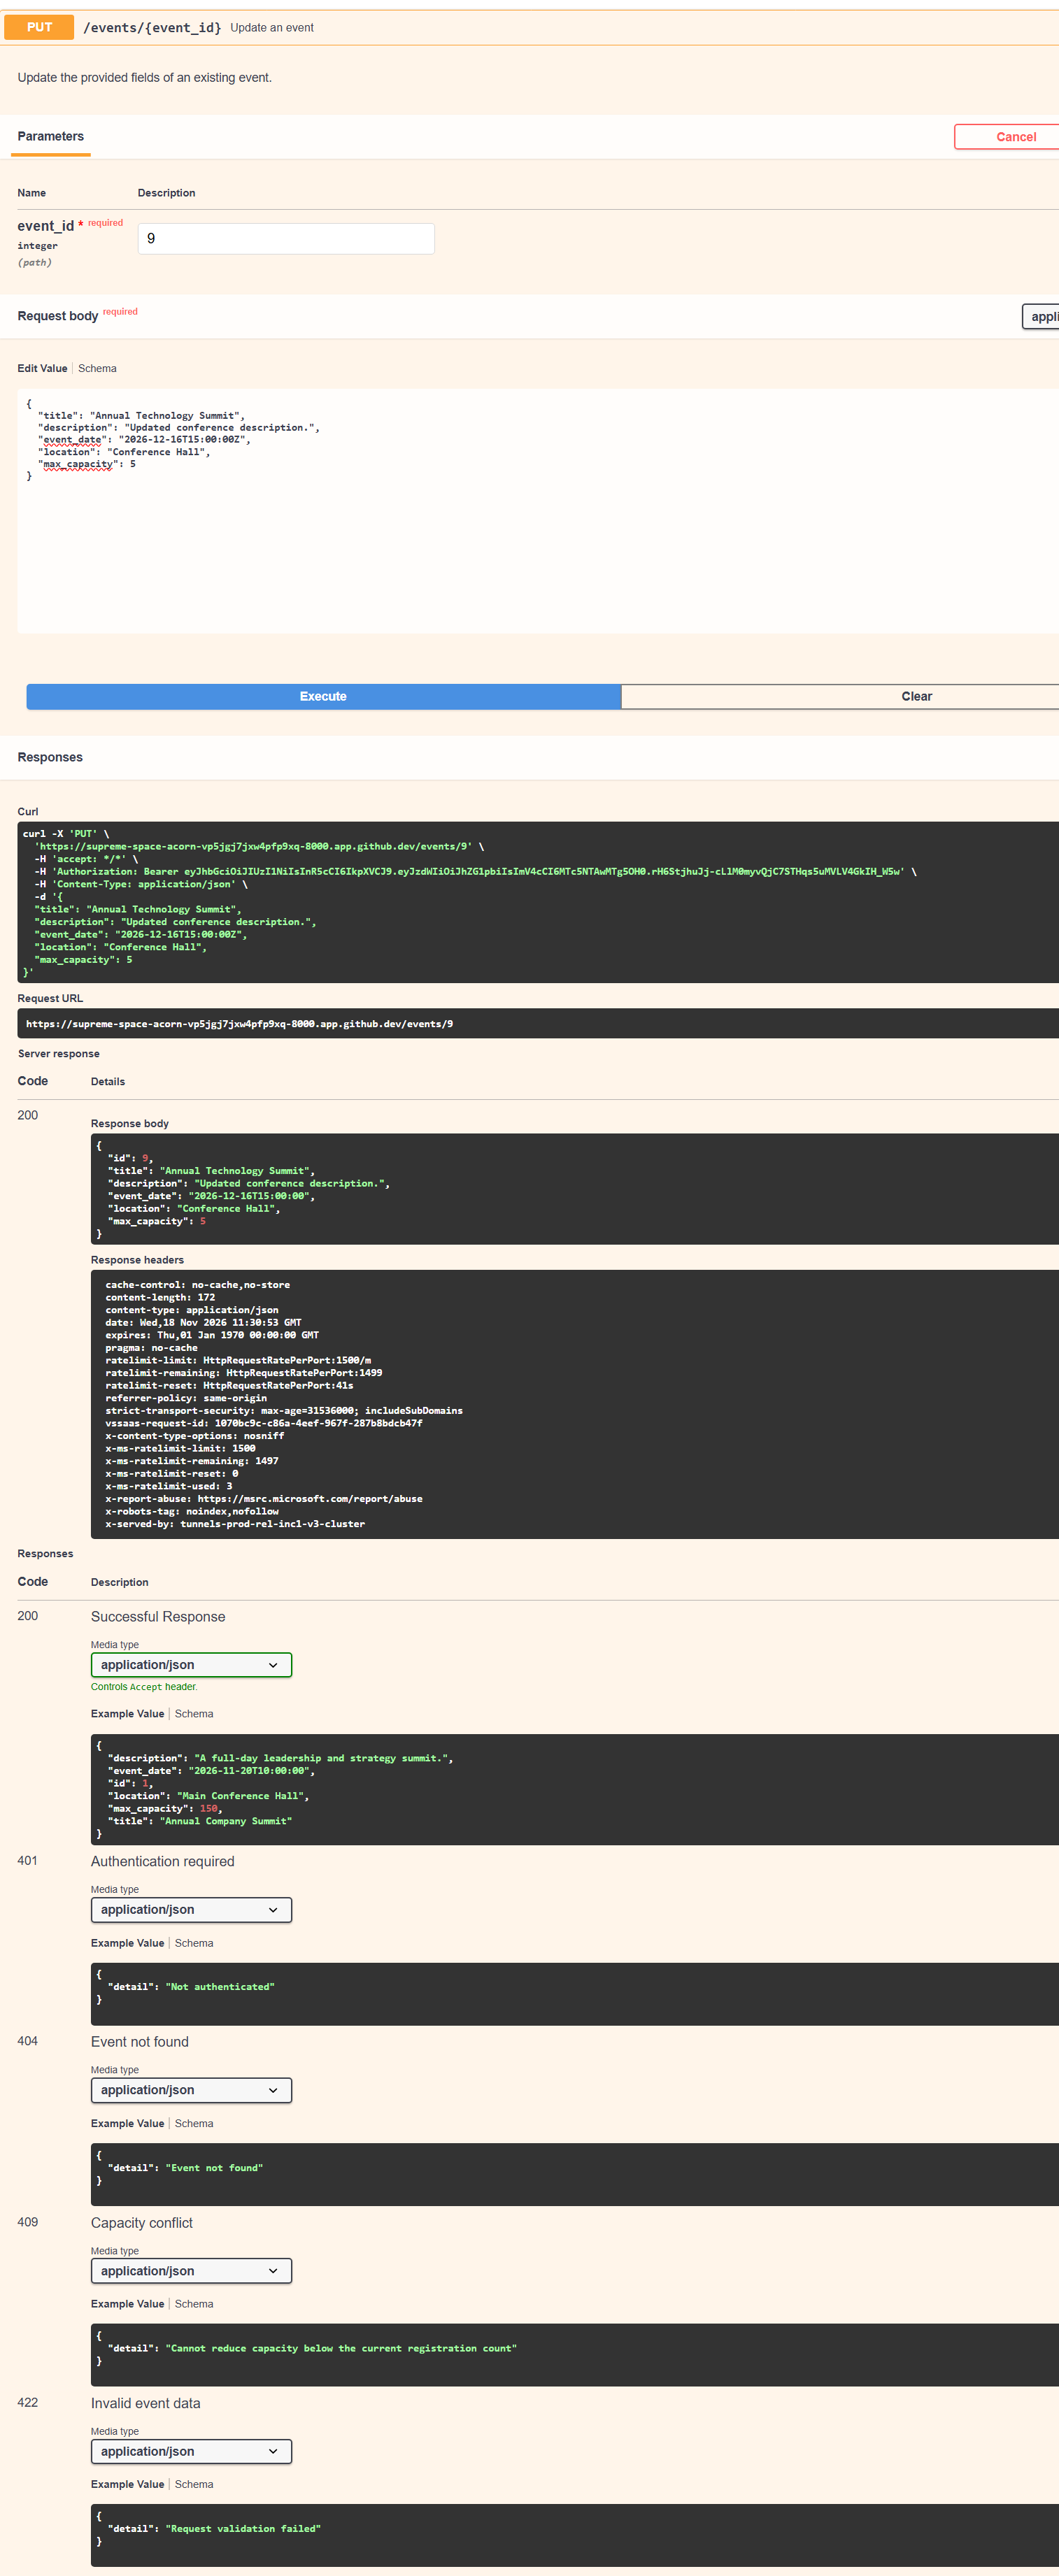 PUT /events/{event_id} Update an event
Update the provided fields of an existing event.
Parameters
Cancel
Name Description
event_id * required
integer
(path)
9
Request body required
appli
Edit Value | Schema
{
"title": "Annual Technology Summit",
"description": "Updated conference description.",
"event_date": "2026-12-16T15:00:00Z",
"location": "Conference Hall",
"max_capacity": 5
}
Execute
Clear
Responses
Curl
curl -X 'PUT' \
'https://supreme-space-acorn-vp5jgj7jxw4pfp9xq-8000.app.github.dev/events/9' \
-H 'accept: */*' \
-H 'Authorization: Bearer
-H 'Content-Type: application/json' \
-d '{
"title": "Annual Technology Summit",
"description": "Updated conference description.",
"event_date": "2026-12-16T15:00:00Z",
"location": "Conference Hall",
"max_capacity": 5
}'
Request URL
https://supreme-space-acorn-vp5jgj7jxw4pfp9xq-8000.app.github.dev/events/9
Server response
Code Details
200
Response body
{
"id": 9,
"title": "Annual Technology Summit",
"description": "Updated conference description.",
"event_date": "2026-12-16T15:00:00",
"location": "Conference Hall",
"max_capacity": 5
}
Response headers
cache-control: no-cache,no-store
content-length: 172
content-type: application/json
date: Wed,18 Nov 2026 11:30:53 GMT
expires: Thu,01 Jan 1970 00:00:00 GMT
pragma: no-cache
ratelimit-limit: HttpRequestRatePerPort:1500/m
ratelimit-remaining: HttpRequestRatePerPort:1499
ratelimit-reset: HttpRequestRatePerPort:41s
referrer-policy: same-origin
strict-transport-security: max-age=31536000; includeSubDomains
vssaas-request-id: 1070bc9c-c86a-4eef-967f-287b8bdcb47f
x-content-type-options: nosniff
x-ms-ratelimit-limit: 1500
x-ms-ratelimit-remaining: 1497
x-ms-ratelimit-reset: 0
x-ms-ratelimit-used: 3
x-report-abuse: https://msrc.microsoft.com/report/abuse
x-robots-tag: noindex,nofollow
x-served-by: tunnels-prod-rel-inc1-v3-cluster
Responses
Code Description
200 Successful Response
Media type
application/json
Controls Accept header.
Example Value | Schema
{
"description": "A full-day leadership and strategy summit.",
"event_date": "2026-11-20T10:00:00",
"id": 1,
"location": "Main Conference Hall",
"max_capacity": 150,
"title": "Annual Company Summit"
}
401 Authentication required
Media type
application/json
Example Value | Schema
{
"detail": "Not authenticated"
}
404 Event not found
Media type
application/json
Example Value | Schema
{
"detail": "Event not found"
}
409 Capacity conflict
Media type
application/json
Example Value | Schema
{
"detail": "Cannot reduce capacity below the current registration count"
}
422 Invalid event data
Media type
application/json
Example Value | Schema
{
"detail": "Request validation failed"
}